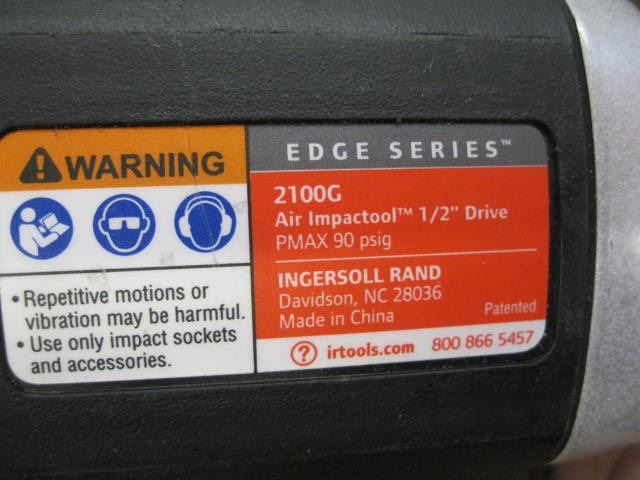 WARNING
• Repetitive motions or
vibration may be harmful.
• Use only impact sockets
and accessories.
EDGE SERIES™
2100G
Air Impactool™ 1/2" Drive
PMAX 90 psig
INGERSOLL RAND
Davidson, NC 28036
Made in China
Patented
? irtools.com 800 866 5457